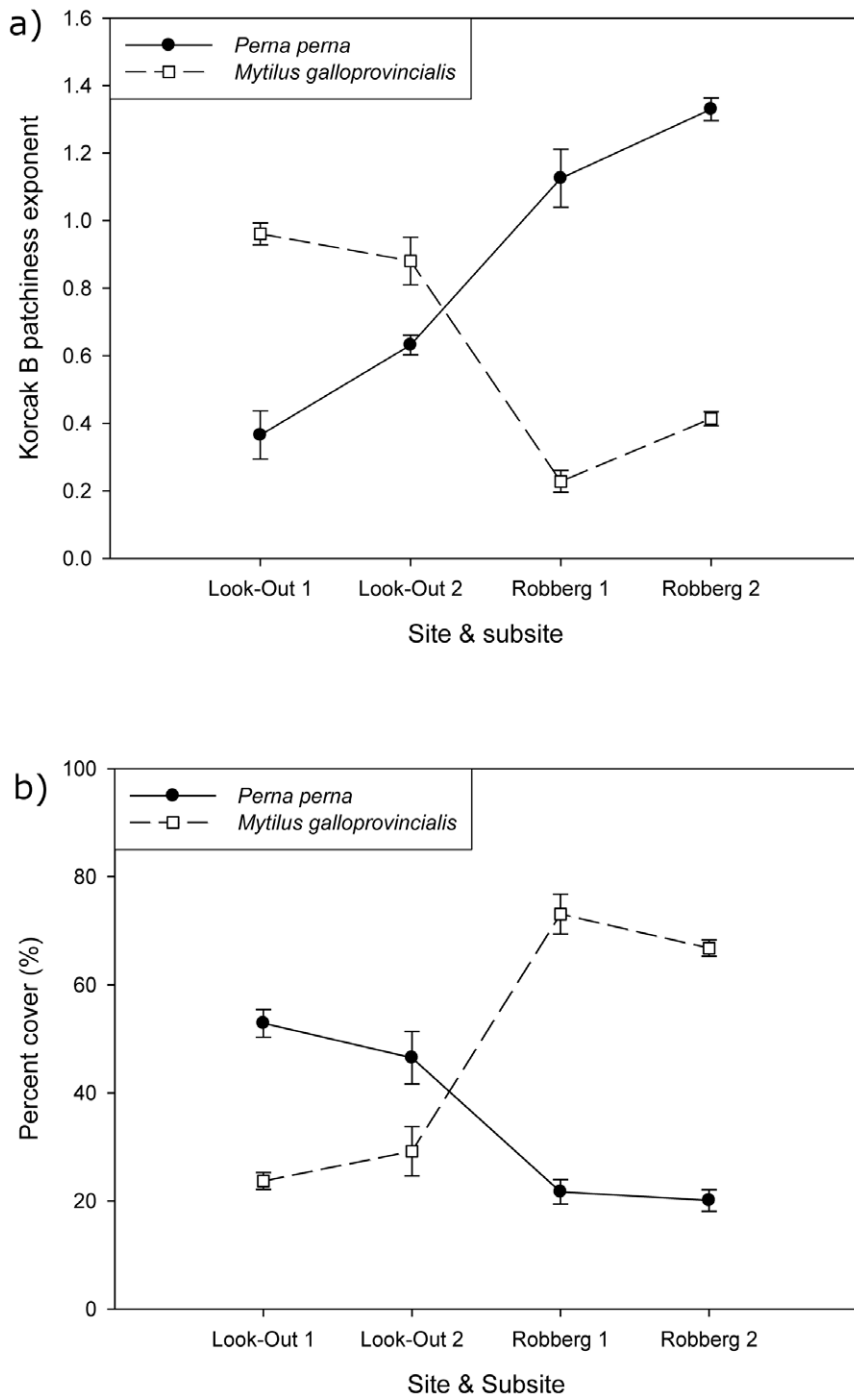 a)
Perna perna
Mytilus galloprovincialis
Korcak B patchiness exponent
1.6
1.4
1.2
1.0
0.8
0.6
0.4
0.2
0.0
Look-Out 1 Look-Out 2 Robberg 1 Robberg 2
Site & subsite
b)
Perna perna
Mytilus galloprovincialis
Percent cover (%)
100
80
60
40
20
0
Look-Out 1 Look-Out 2 Robberg 1 Robberg 2
Site & Subsite